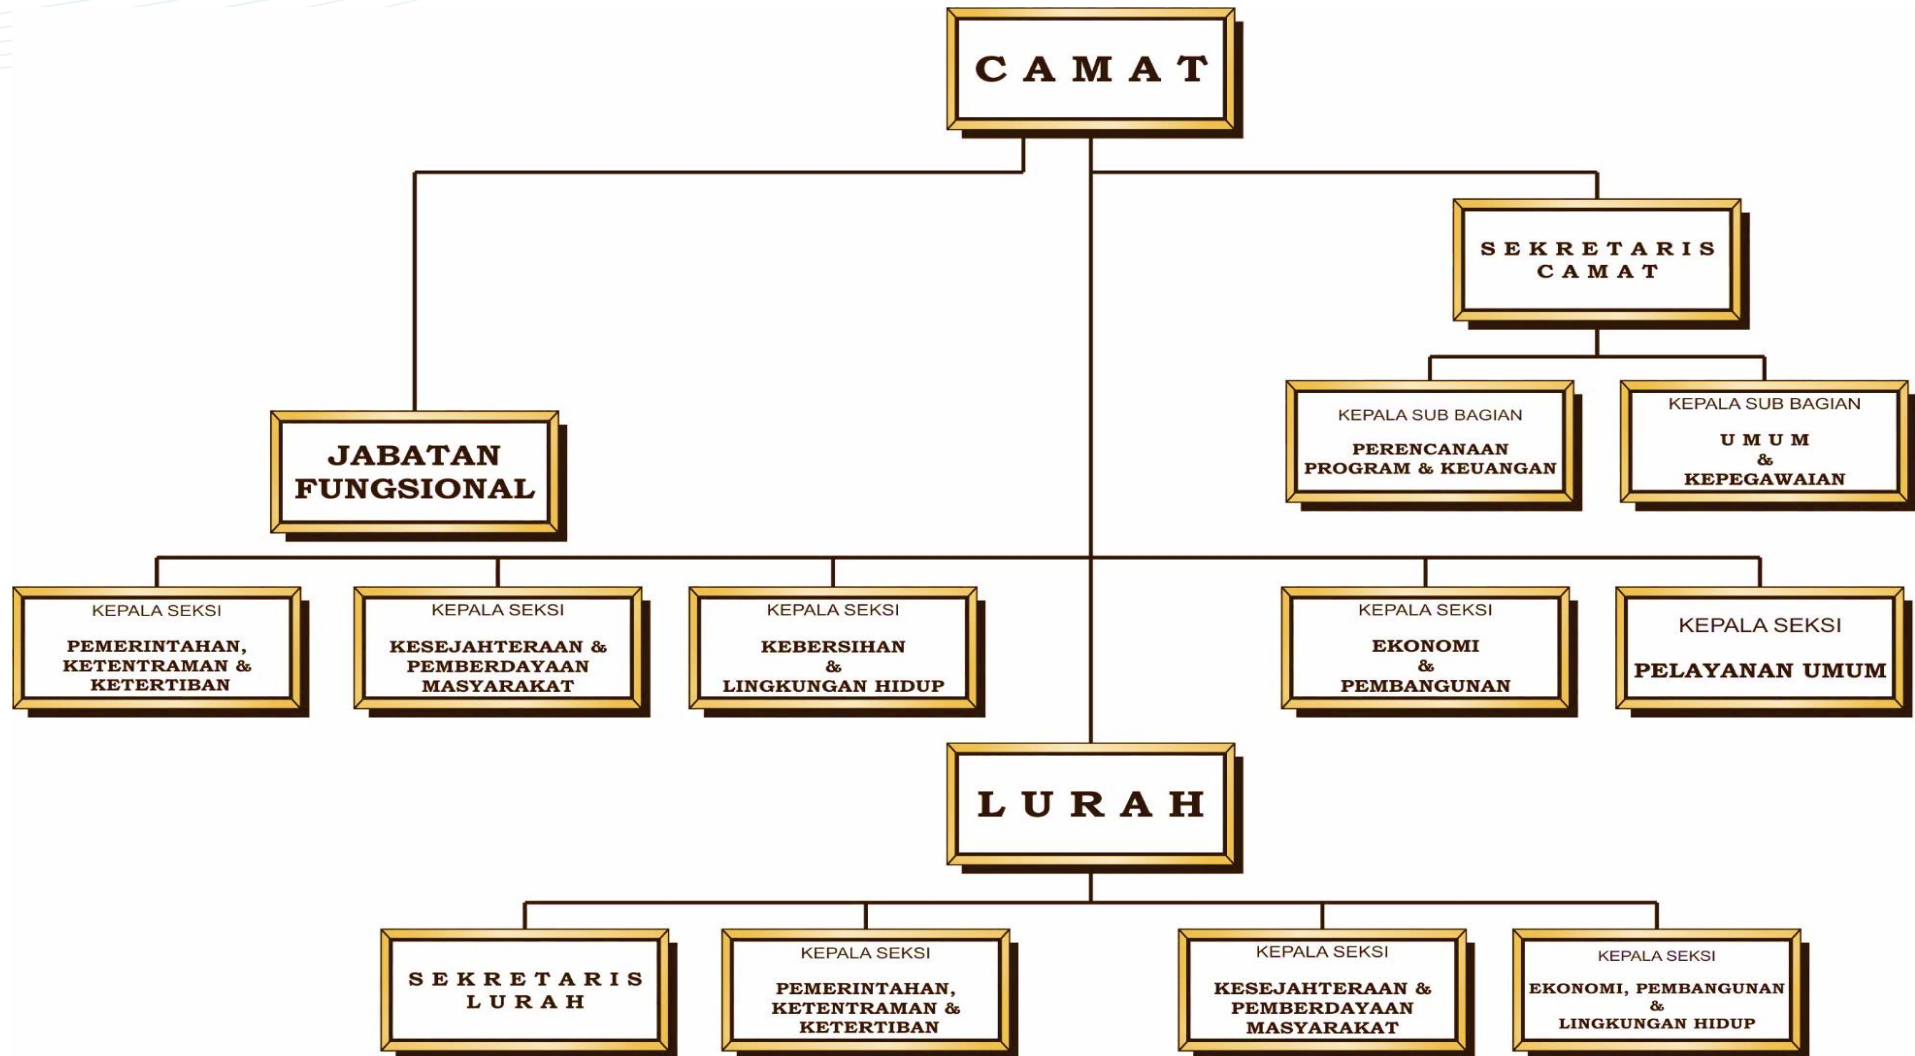 C A M A T
S E K R E T A R I S
C A M A T
KEPALA SUB BAGIAN
PERENCANAAN
PROGRAM & KEUANGAN
KEPALA SUB BAGIAN
U M U M
&
KEPEGAWAIAN
JABATAN
FUNGSIONAL
KEPALA SEKSI
PEMERINTAHAN,
KETENTRAMAN &
KETERTIBAN
KEPALA SEKSI
KESEJAHTERAAN &
PEMBERDAYAAN
MASYARAKAT
KEPALA SEKSI
KEBERSIHAN
&
LINGKUNGAN HIDUP
KEPALA SEKSI
EKONOMI
&
PEMBANGUNAN
KEPALA SEKSI
PELAYANAN UMUM
L U R A H
S E K R E T A R I S
L U R A H
KEPALA SEKSI
PEMERINTAHAN,
KETENTRAMAN &
KETERTIBAN
KEPALA SEKSI
KESEJAHTERAAN &
PEMBERDAYAAN
MASYARAKAT
KEPALA SEKSI
EKONOMI, PEMBANGUNAN
&
LINGKUNGAN HIDUP